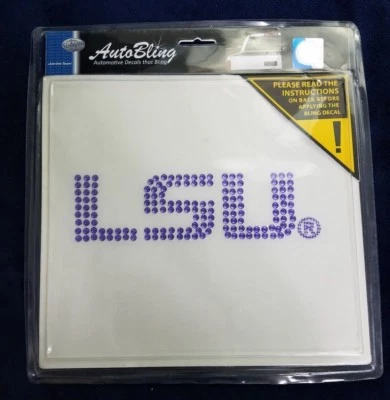 AutoBling
Automotive Decals that Bling
PLEASE READ THE
INSTRUCTIONS
ON BACK BEFORE
APPLYING THE
BLING DECAL
!
LSU®